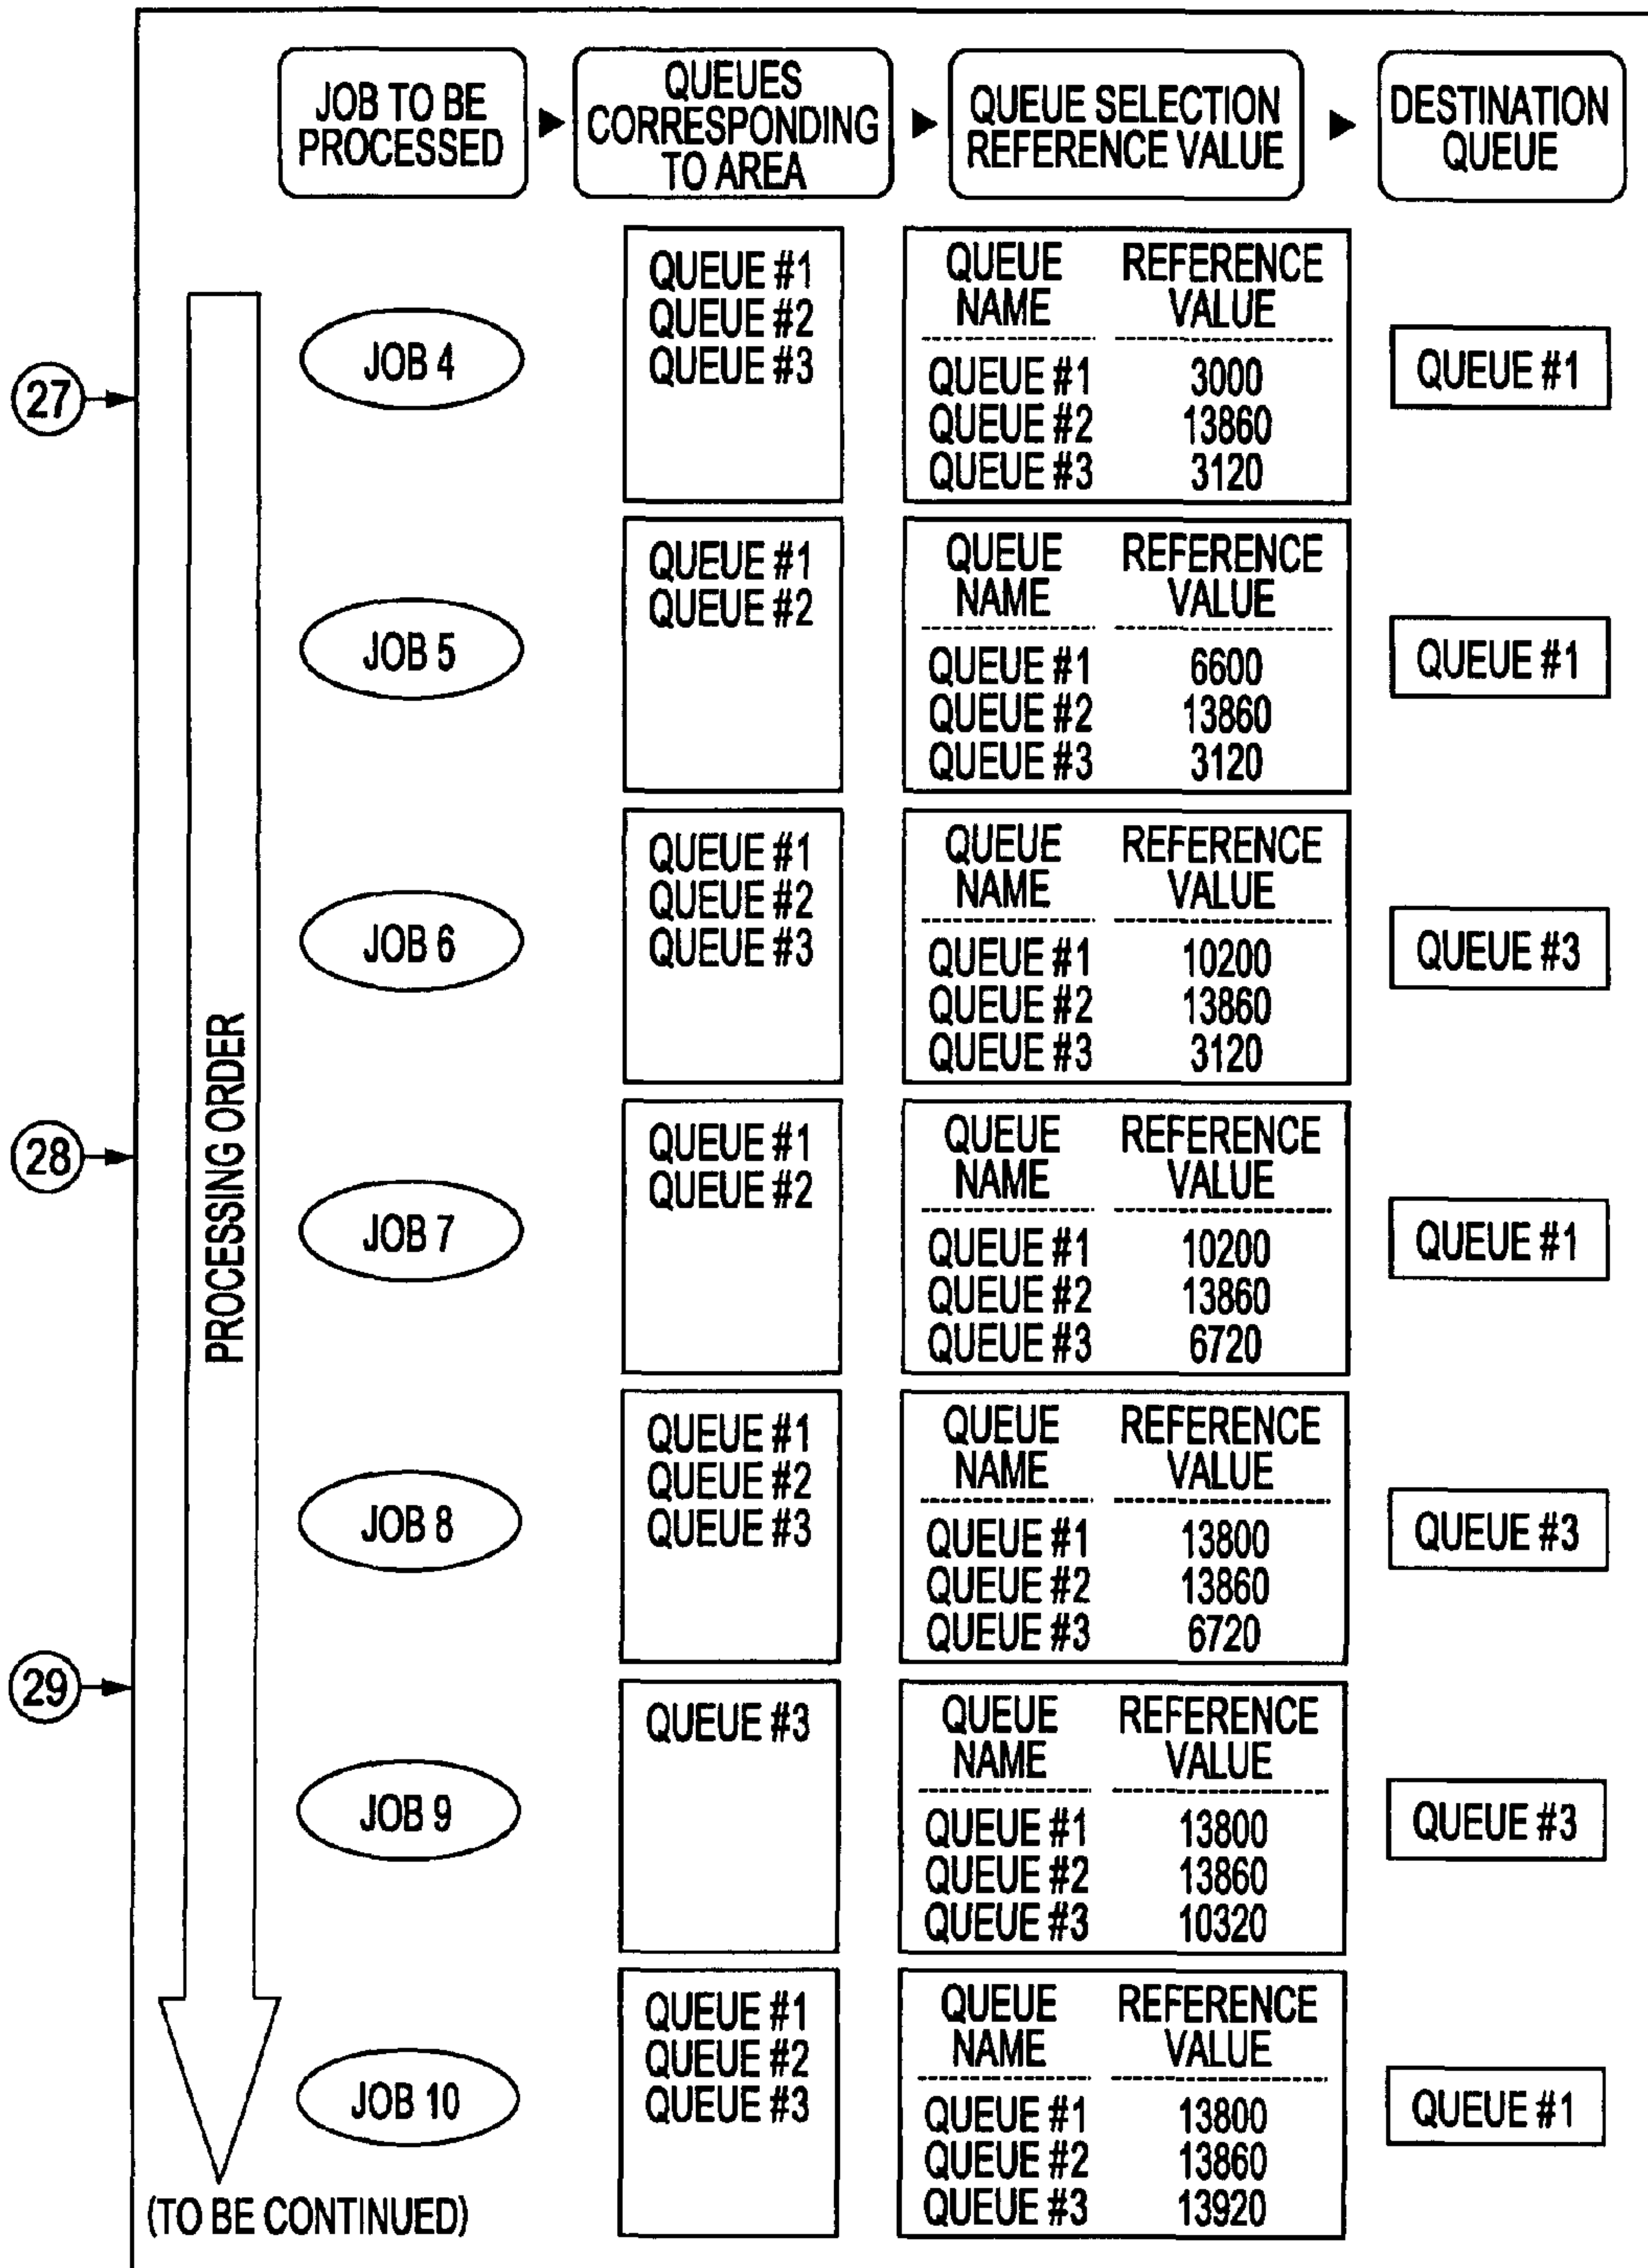 JOB TO BE
PROCESSED
QUEUES
CORRESPONDING
TO AREA
QUEUE SELECTION
REFERENCE VALUE
DESTINATION
QUEUE
27
28
29
PROCESSING ORDER
JOB 4
QUEUE #1
QUEUE #2
QUEUE #3
QUEUE NAME REFERENCE VALUE
QUEUE #1 3000
QUEUE #2 13860
QUEUE #3 3120
QUEUE #1
JOB 5
QUEUE #1
QUEUE #2
QUEUE NAME REFERENCE VALUE
QUEUE #1 6600
QUEUE #2 13860
QUEUE #3 3120
QUEUE #1
JOB 6
QUEUE #1
QUEUE #2
QUEUE #3
QUEUE NAME REFERENCE VALUE
QUEUE #1 10200
QUEUE #2 13860
QUEUE #3 3120
QUEUE #3
JOB 7
QUEUE #1
QUEUE #2
QUEUE NAME REFERENCE VALUE
QUEUE #1 10200
QUEUE #2 13860
QUEUE #3 6720
QUEUE #1
JOB 8
QUEUE #1
QUEUE #2
QUEUE #3
QUEUE NAME REFERENCE VALUE
QUEUE #1 13800
QUEUE #2 13860
QUEUE #3 6720
QUEUE #3
JOB 9
QUEUE #3
QUEUE NAME REFERENCE VALUE
QUEUE #1 13800
QUEUE #2 13860
QUEUE #3 10320
QUEUE #3
JOB 10
QUEUE #1
QUEUE #2
QUEUE #3
QUEUE NAME REFERENCE VALUE
QUEUE #1 13800
QUEUE #2 13860
QUEUE #3 13920
QUEUE #1
(TO BE CONTINUED)